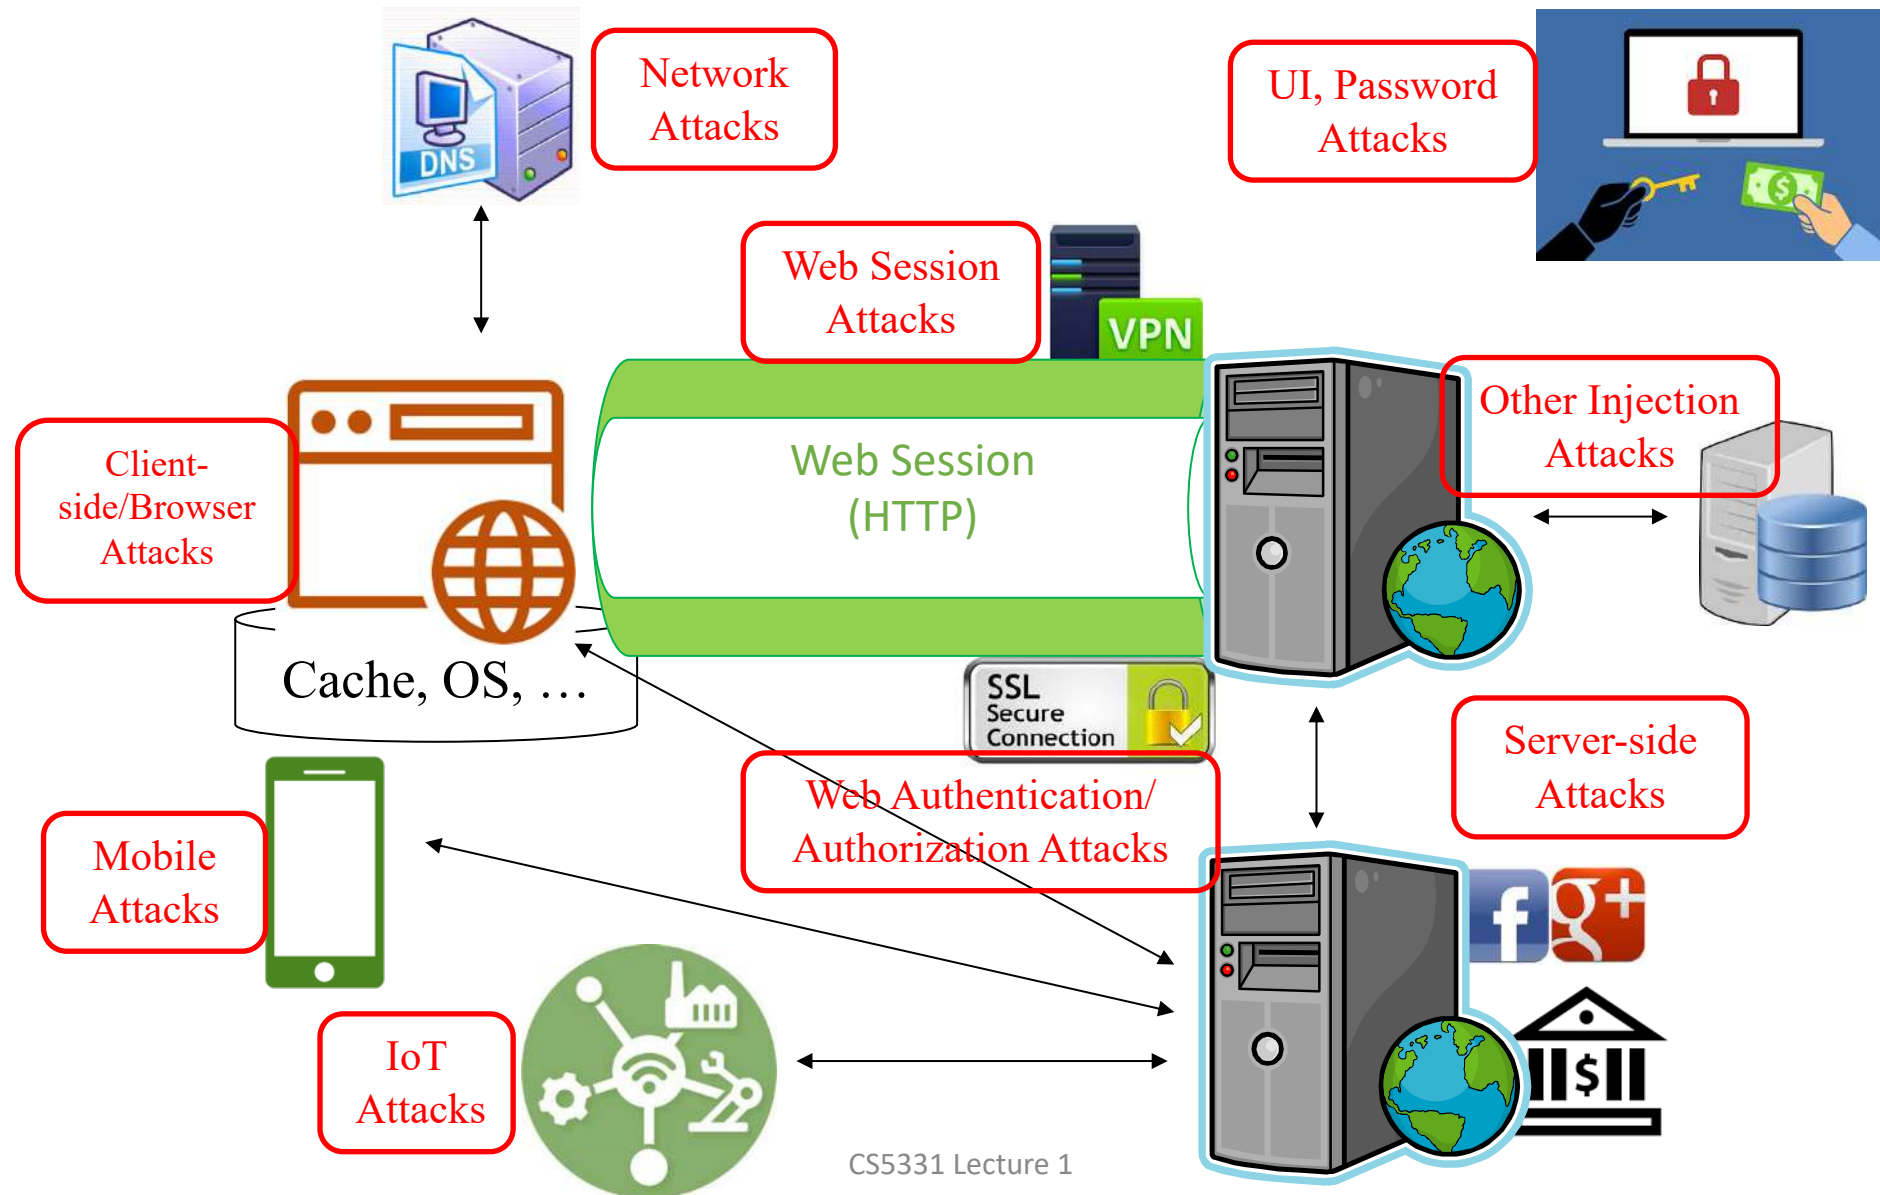 Network
Attacks
UI, Password
Attacks
DNS
Web Session
Attacks
VPN
Other Injection
Attacks
Client-
side/Browser
Attacks
Web Session
(HTTP)
Cache, OS, …
SSL
Secure
Connection
Server-side
Attacks
Web Authentication/
Authorization Attacks
Mobile
Attacks
f
g+
IoT
Attacks
$
CS5331 Lecture 1